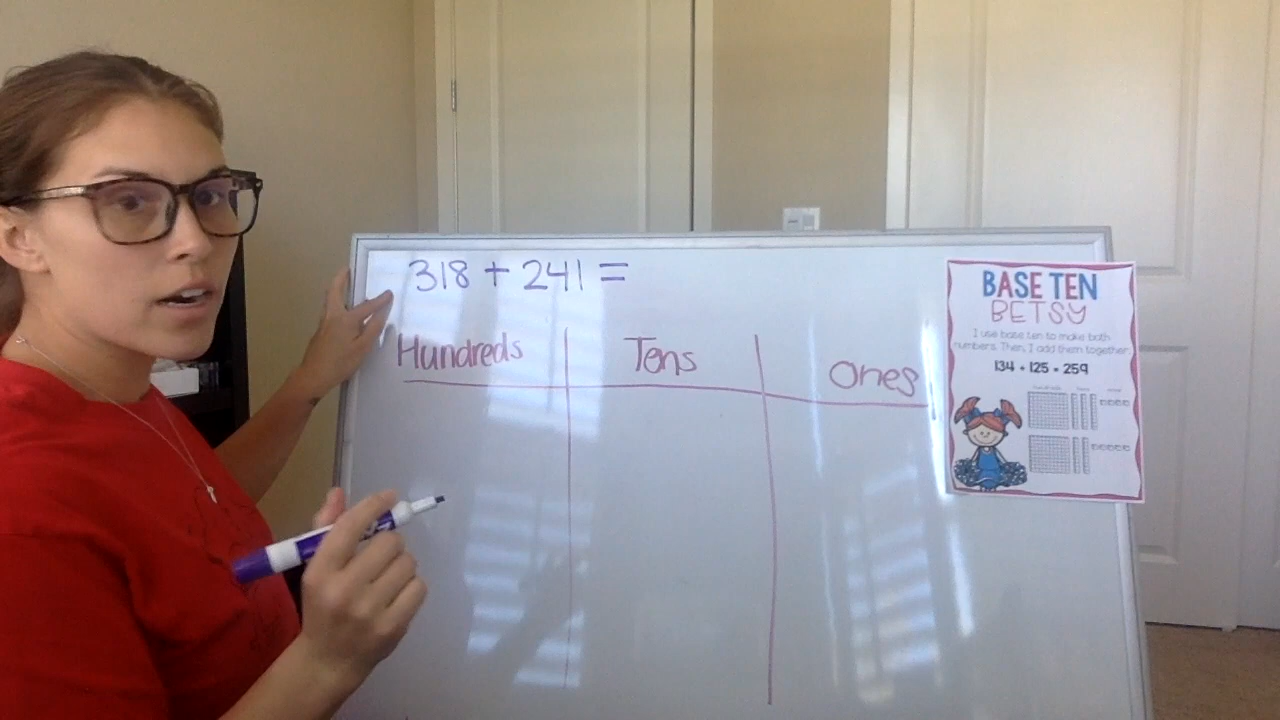 318 + 241 =
Hundreds Tens Ones
BASE TEN
BETSY
I use base ten to make both
numbers. Then, I add them together.
134 + 125 = 259